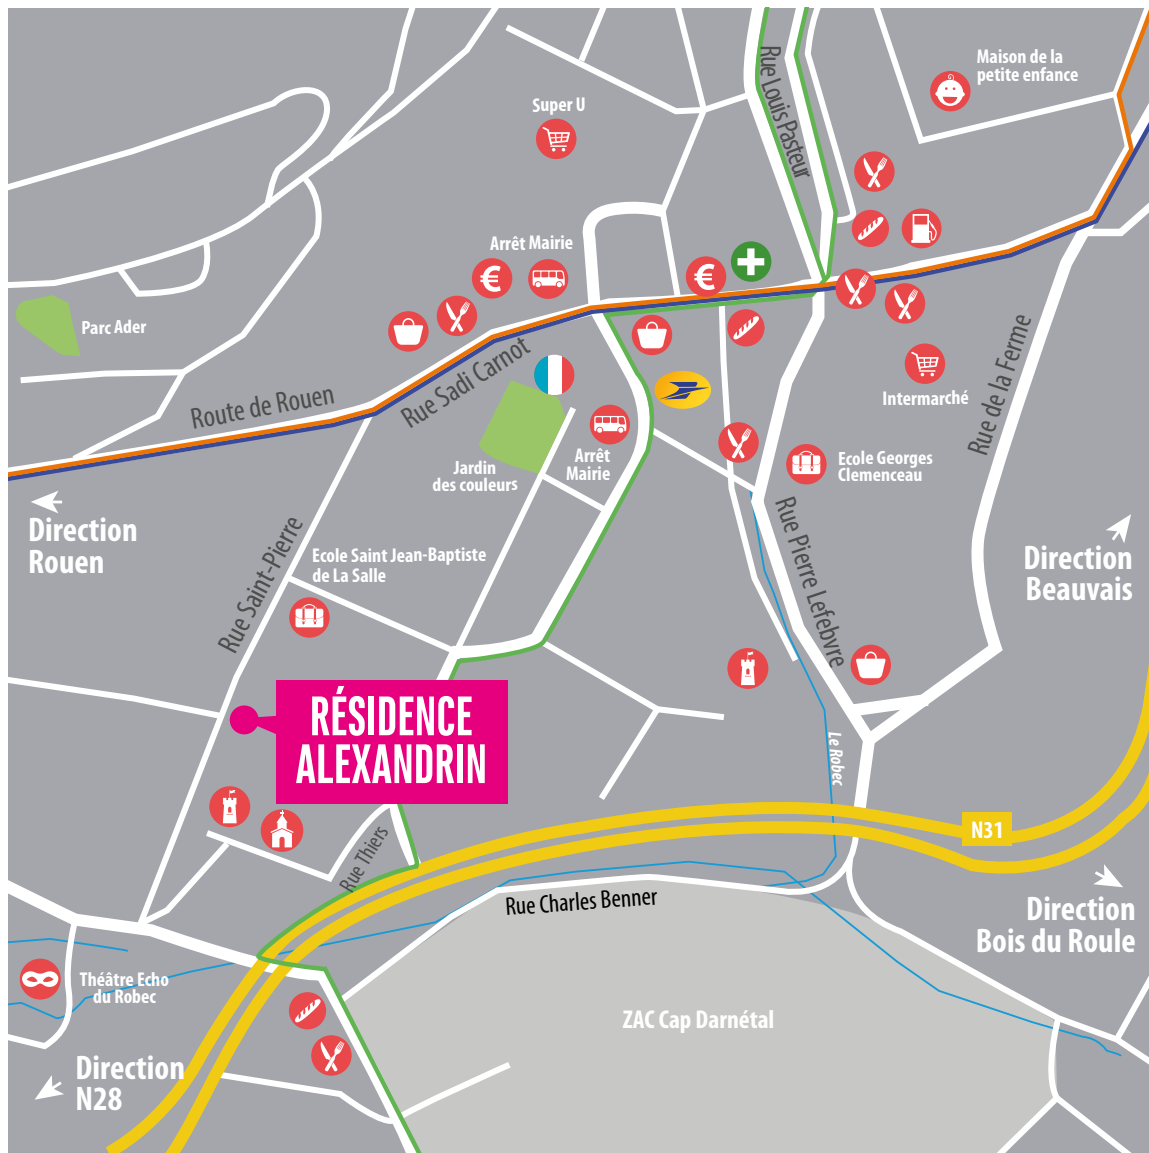 Maison de la
petite enfance
Super U
Rue Louis Pasteur
Arrêt Mairie
€
€
Parc Ader
Rue Sadi Carnot
Route de Rouen
Intermarché
Rue de la Ferme
Jardin
des couleurs
Arrêt
Mairie
Ecole Georges
Clemenceau
Direction
Rouen
Rue Saint-Pierre
Ecole Saint Jean-Baptiste
de La Salle
Rue Pierre Lefebvre
Direction
Beauvais
RÉSIDENCE
ALEXANDRIN
Le Robec
N31
Rue Thiers
Rue Charles Benner
Direction
Bois du Roule
Théâtre Echo
du Robec
ZAC Cap Darnétal
Direction
N28